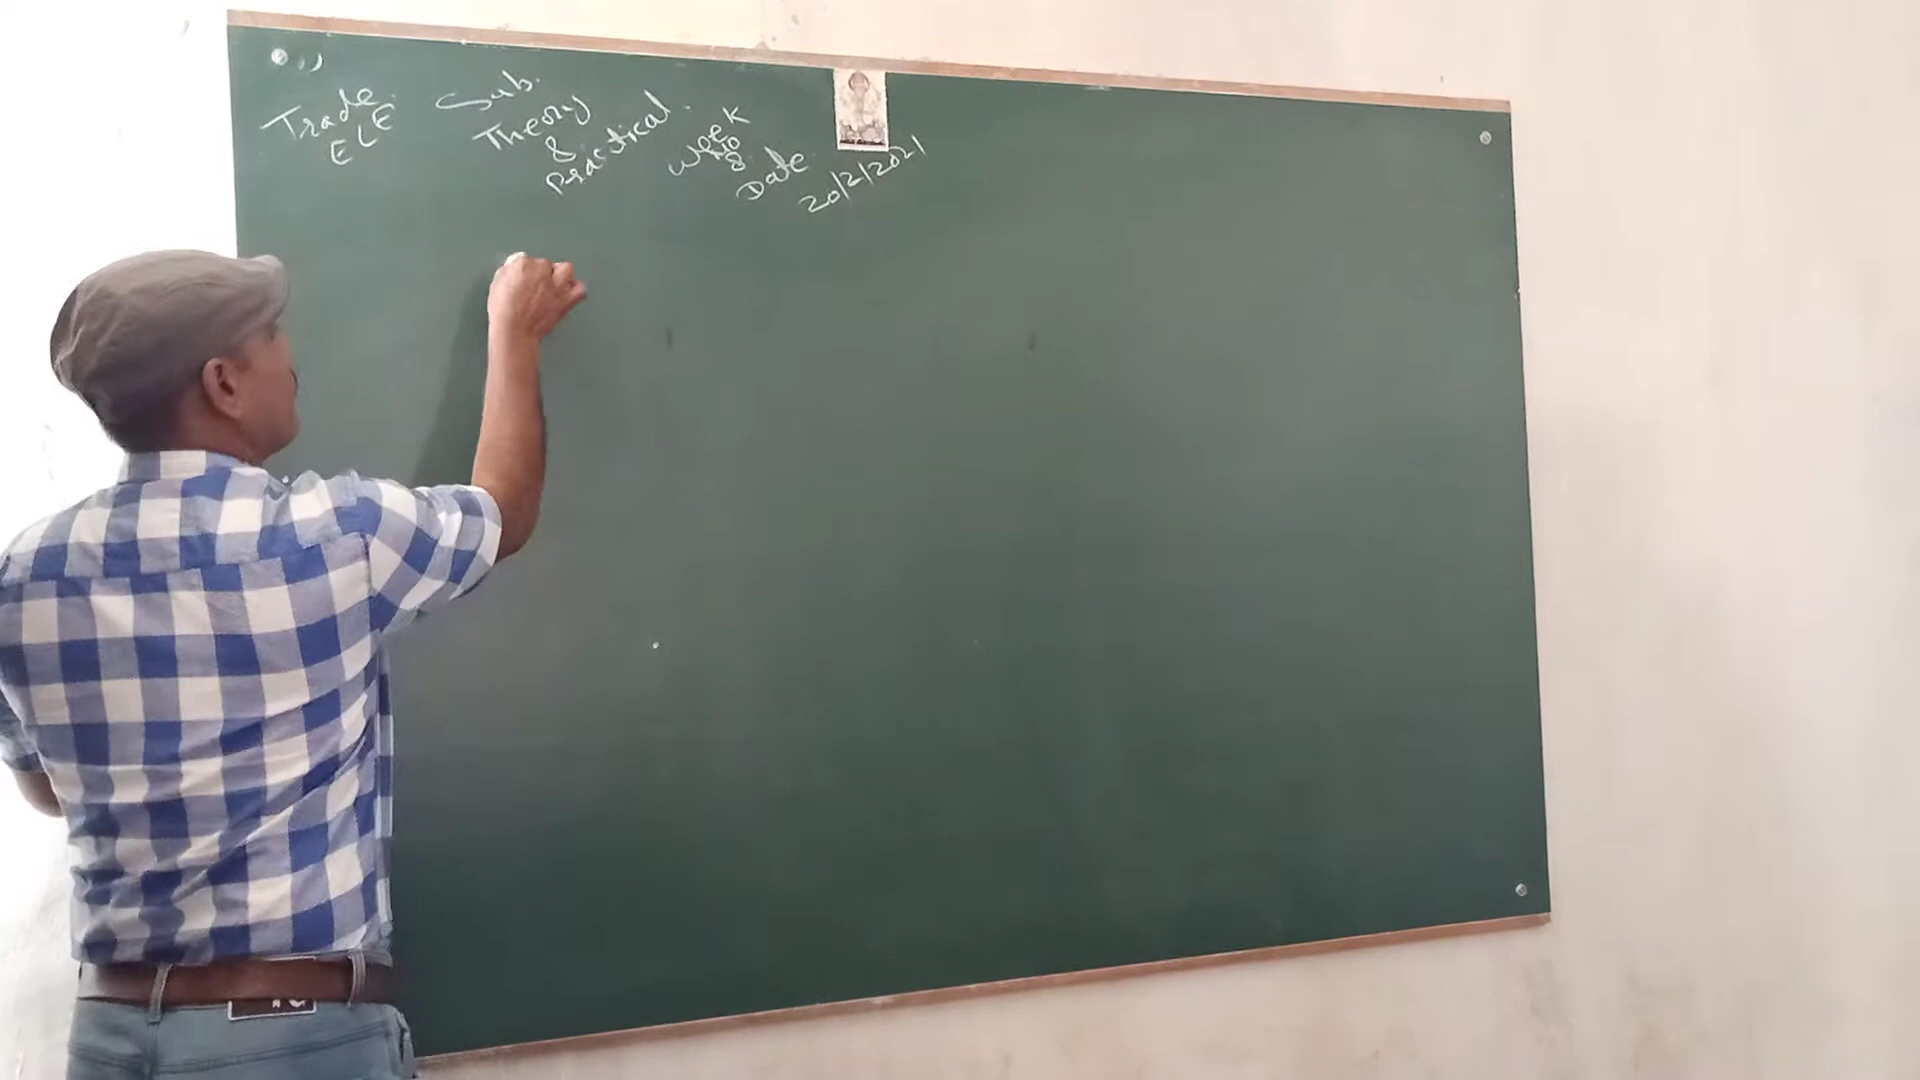 Trade
ELE
Sub.
Theory
&
Practical.
Week
No
8
Date
20/2/2021